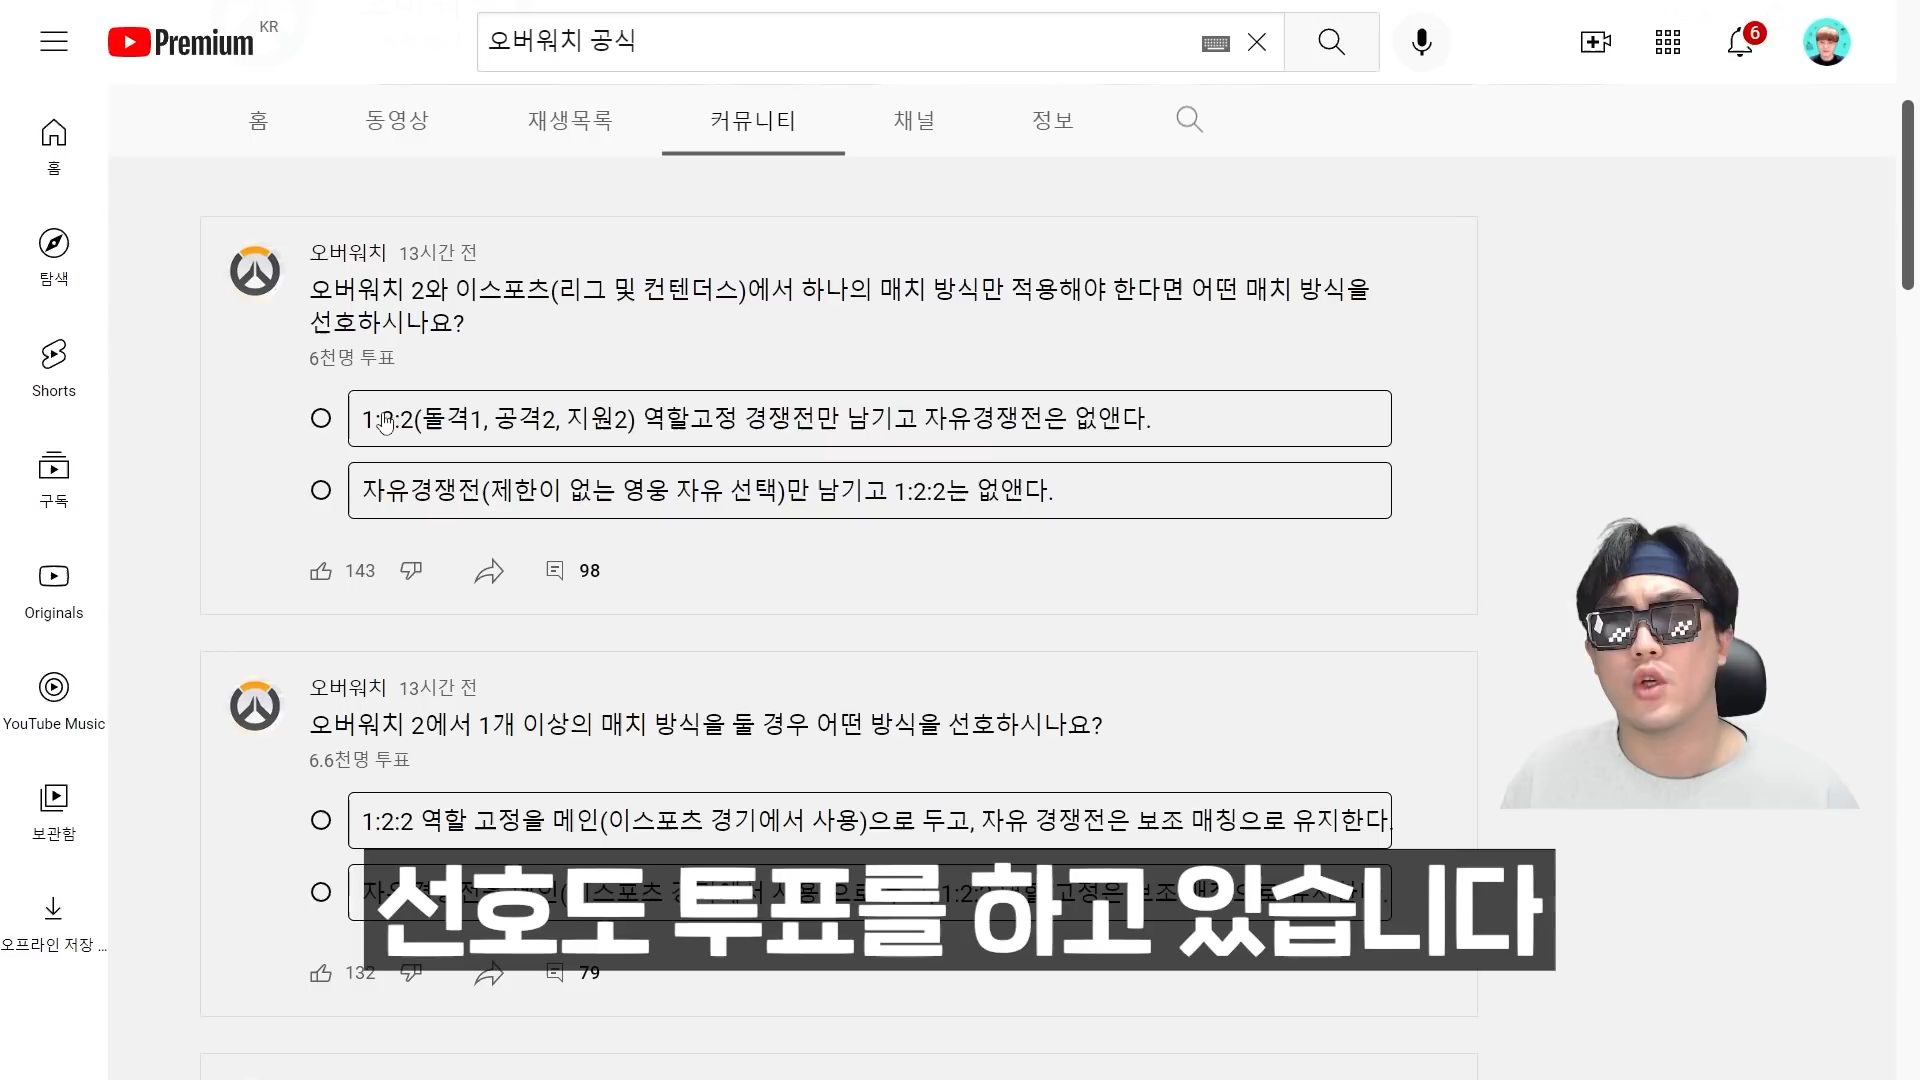 Premium KR
오버워치 공식
6
홈
동영상
재생목록
커뮤니티
채널
정보
홈
탐색
Shorts
구독
Originals
YouTube Music
보관함
오프라인 저장 ...
오버워치 13시간 전
오버워치 2와 이스포츠(리그 및 컨텐더스)에서 하나의 매치 방식만 적용해야 한다면 어떤 매치 방식을
선호하시나요?
6천명 투표
1:2:2(돌격1, 공격2, 지원2) 역할고정 경쟁전만 남기고 자유경쟁전은 없앤다.
자유경쟁전(제한이 없는 영웅 자유 선택)만 남기고 1:2:2는 없앤다.
143
98
오버워치 13시간 전
오버워치 2에서 1개 이상의 매치 방식을 둘 경우 어떤 방식을 선호하시나요?
6.6천명 투표
1:2:2 역할 고정을 메인(이스포츠 경기에서 사용)으로 두고, 자유 경쟁전은 보조 매칭으로 유지한다.
선호도 투표를 하고 있습니다
132
79